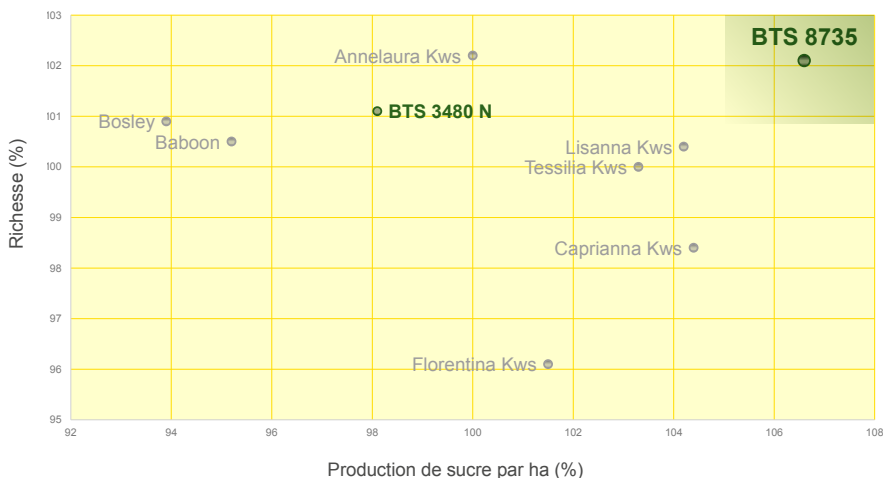 103
102
101
100
99
98
97
96
95
Richesse (%)
BTS 8735
Annelaura Kws
BTS 3480 N
Bosley
Baboon
Lisanna Kws
Tessilia Kws
Caprianna Kws
Florentina Kws
92 94 96 98 100 102 104 106 108
Production de sucre par ha (%)